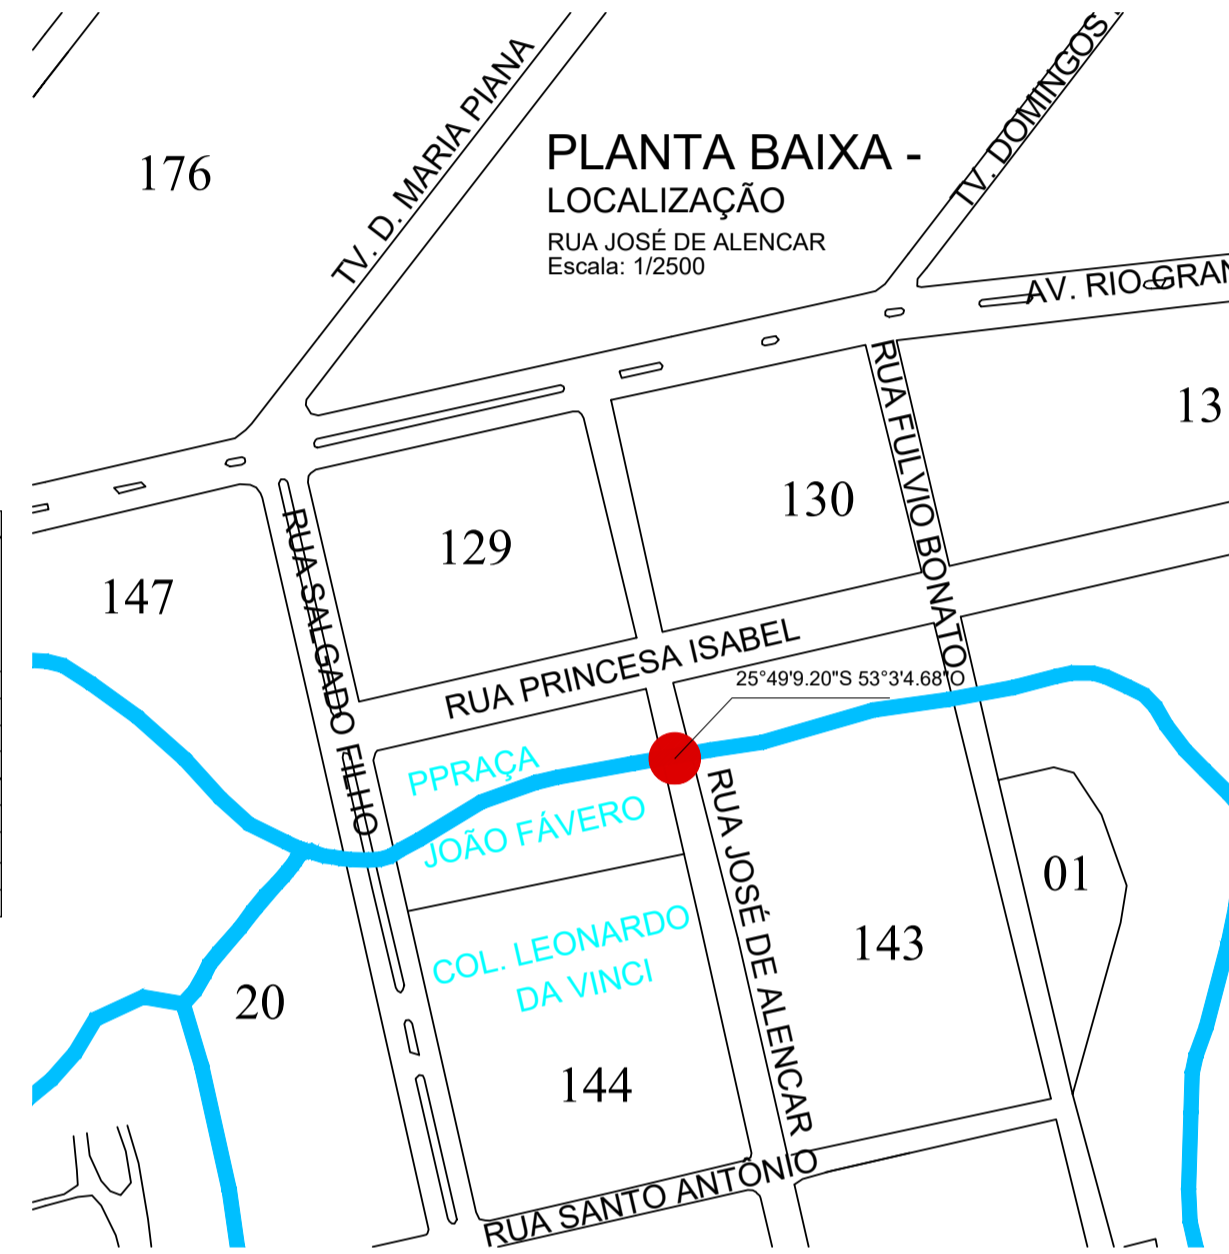 TV. D. MARIA PIANA
TV. DOMINGOS
176
PLANTA BAIXA -
LOCALIZAÇÃO
RUA JOSÉ DE ALENCAR
Escala: 1/2500
AV. RIO GRAN
RUA FULVIO BONATO
13
130
129
147
RUA SALGADO FILHO
RUA PRINCESA ISABEL
25°49'9.20"S 53°3'4.68"O
PPRAÇA
JOÃO FÁVERO
RUA JOSÉ DE ALENCAR
01
COL. LEONARDO
DA VINCI
143
20
144
RUA SANTO ANTÔNIO